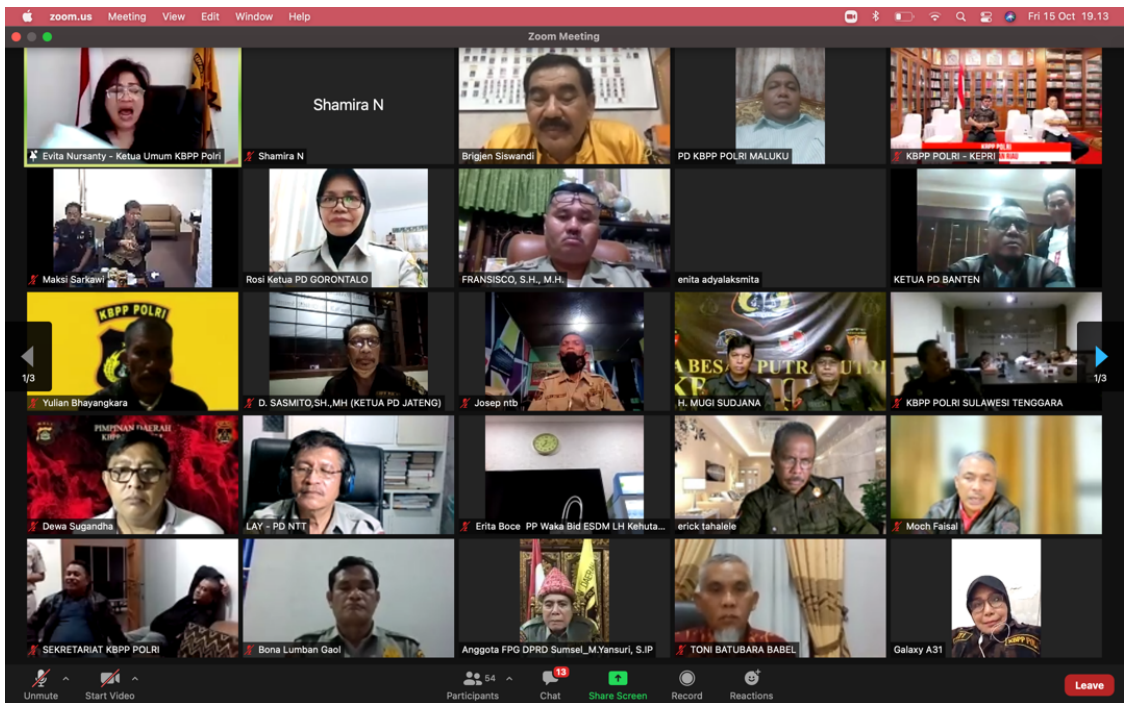 zoom.us Meeting View Edit Window Help Fri 15 Oct 19.13
Zoom Meeting
Shamira N
Evita Nursanty - Ketua Umum KBPP Polri
Shamira N
Brigjen Siswandi
PD KBPP POLRI MALUKU
KBPP POLRI - KEPRI
Maksi Sarkawi
Rosi Ketua PD GORONTALO
FRANSISCO, S.H., M.H.
enita adyalaksmita
KETUA PD BANTEN
KBPP POLRI
1/3
1/3
Yulian Bhayangkara
D. SASMITO,SH.,MH (KETUA PD JATENG)
Josep ntb
H. MUGI SUDJANA
KBPP POLRI SULAWESI TENGGARA
PIMPINAN DAERAH
Dewa Sugandha
LAY - PD NTT
Erita Boce PP Waka Bid ESDM LH Kehuta...
erick tahalele
Moch Faisal
SEKRETARIAT KBPP POLRI
Bona Lumban Gaol
Anggota FPG DPRD Sumsel_M.Yansuri, S.IP
TONI BATUBARA BABEL
Galaxy A31
54
13
Unmute
Start Video
Participants
Chat
Share Screen
Record
Reactions
Leave